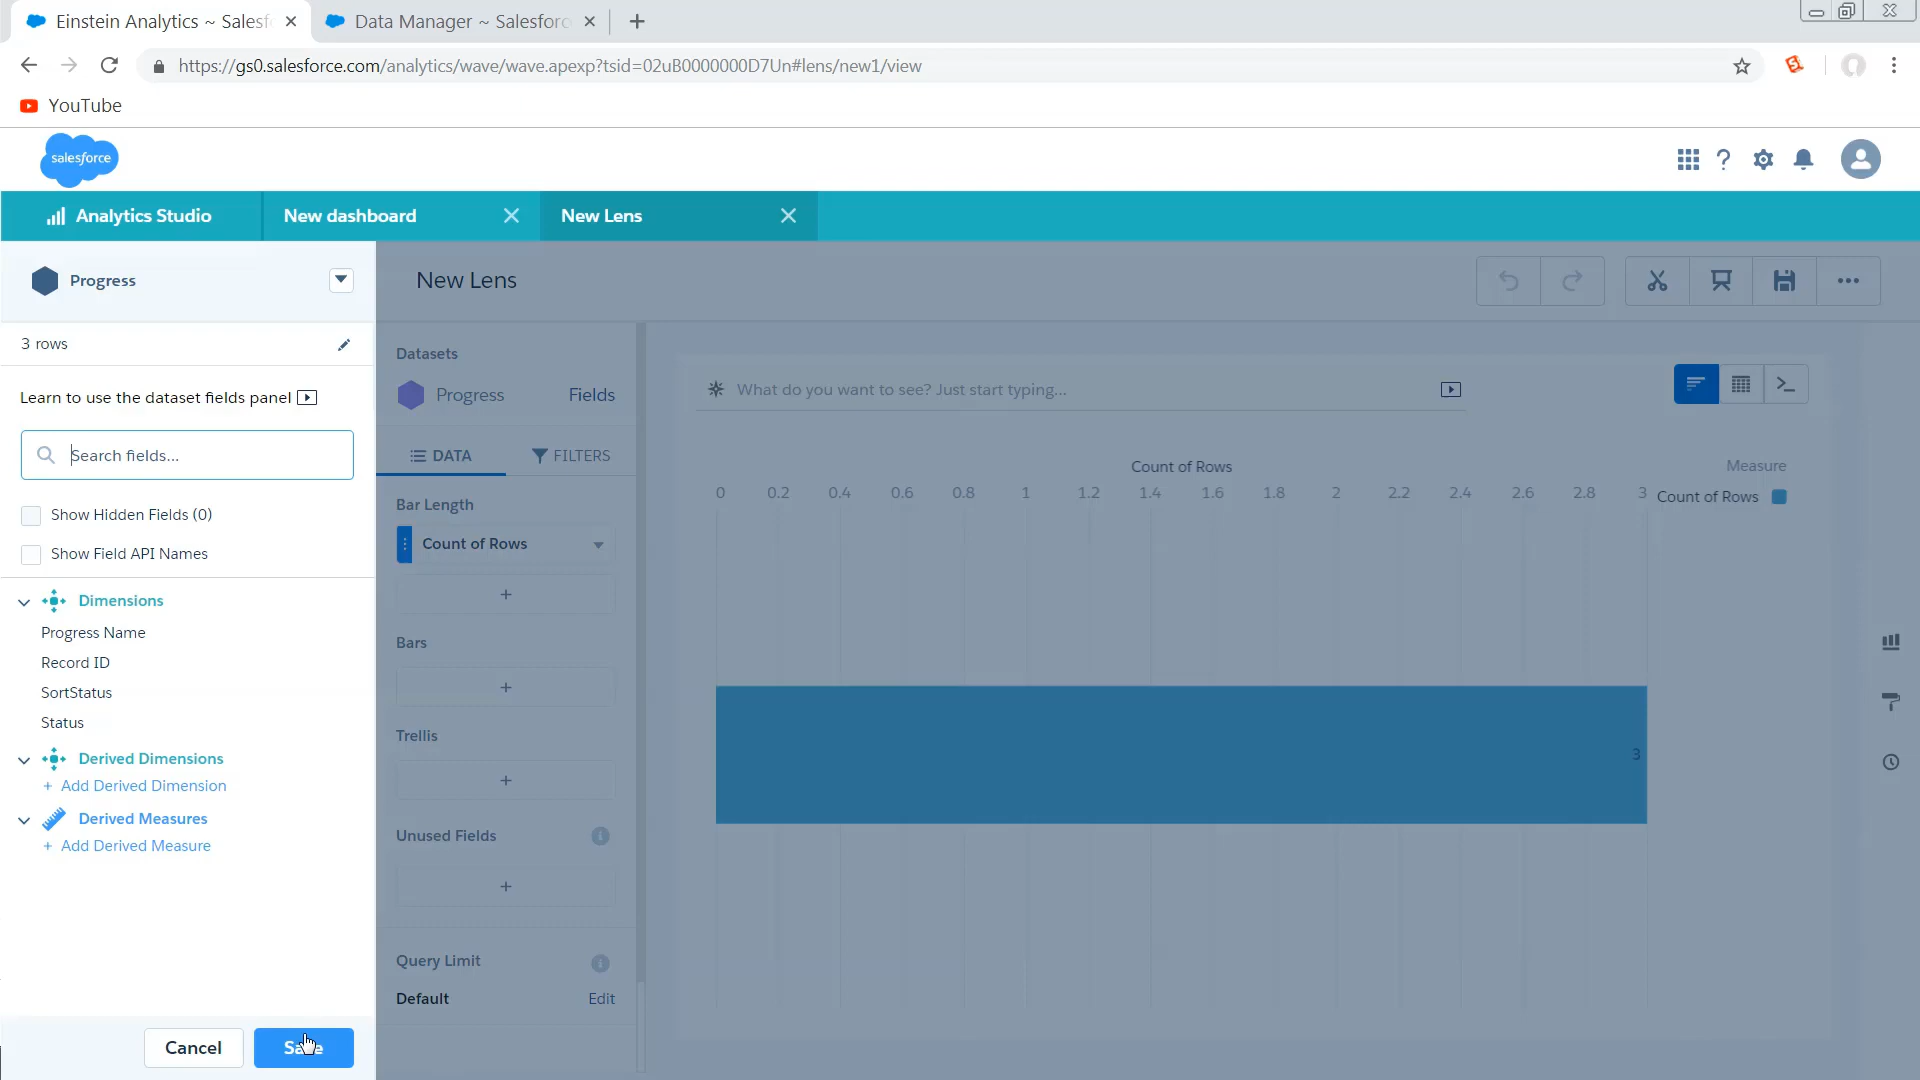 Einstein Analytics ~ Salesf
Data Manager ~ Salesforc
https://gs0.salesforce.com/analytics/wave/wave.apexp?tsid=02uB0000000D7Un#lens/new1/view
YouTube
salesforce
Analytics Studio
New dashboard
New Lens
Progress
New Lens
3 rows
Learn to use the dataset fields panel
Search fields...
Show Hidden Fields (0)
Show Field API Names
Dimensions
Progress Name
Record ID
SortStatus
Status
Derived Dimensions
+ Add Derived Dimension
Derived Measures
+ Add Derived Measure
Cancel
Datasets
Progress
Fields
DATA
FILTERS
Bar Length
Count of Rows
+
Bars
+
Trellis
+
Unused Fields
+
Query Limit
Default
Edit
What do you want to see? Just start typing...
Count of Rows
0 0.2 0.4 0.6 0.8 1 1.2 1.4 1.6 1.8 2 2.2 2.4 2.6 2.8 3
Measure
Count of Rows
3